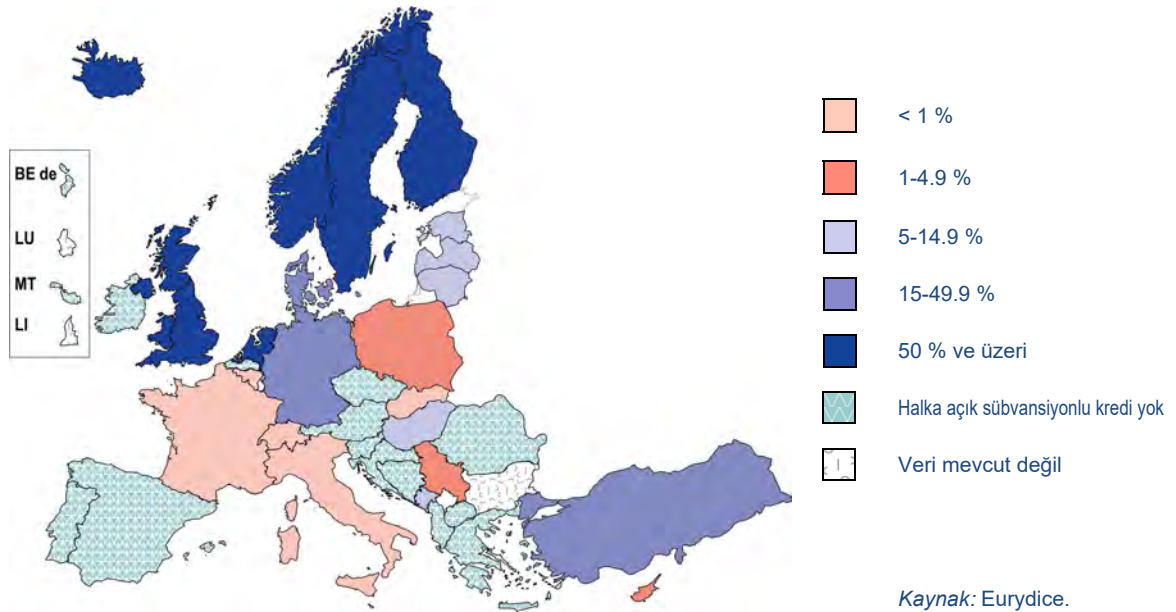 BE de
LU
MT
LI
< 1 %
1-4.9 %
5-14.9 %
15-49.9 %
50 % ve üzeri
Halka açık sübvansiyonlu kredi yok
Veri mevcut değil
Kaynak: Eurydice.